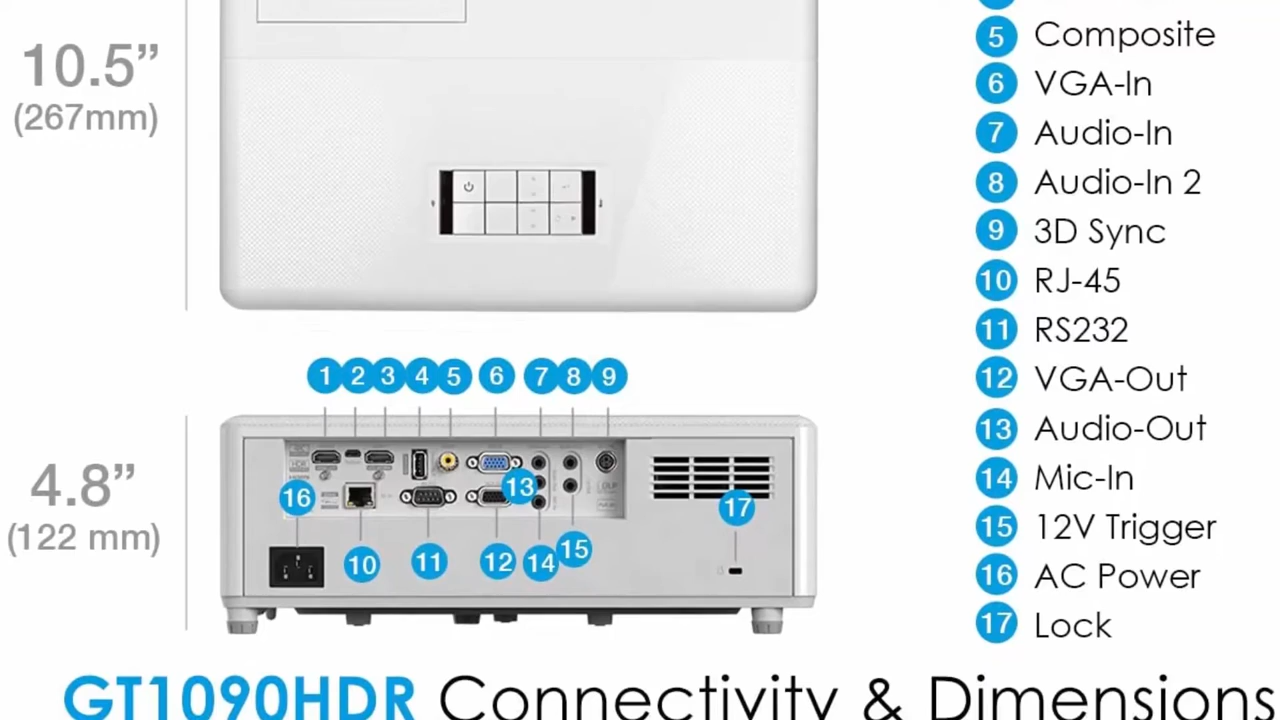 10.5”
(267mm)
5 Composite
6 VGA-In
7 Audio-In
8 Audio-In 2
9 3D Sync
10 RJ-45
11 RS232
12 VGA-Out
13 Audio-Out
14 Mic-In
15 12V Trigger
16 AC Power
17 Lock
1 2 3 4 5 6 7 8 9
4.8”
(122 mm)
16
13
17
10 11 12 14 15
GT1090HDR Connectivity & Dimensions